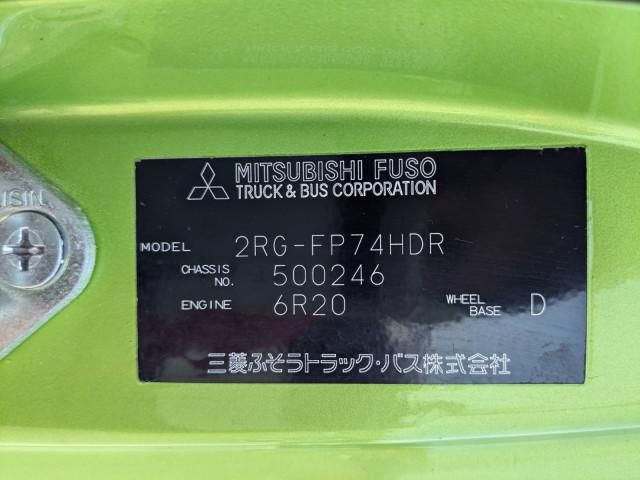 ISIN
MITSUBISHI FUSO
TRUCK & BUS CORPORATION
MODEL 2RG-FP74HDR
CHASSIS NO. 500246
ENGINE 6R20 WHEEL BASE D
三菱ふそうトラック・バス株式会社